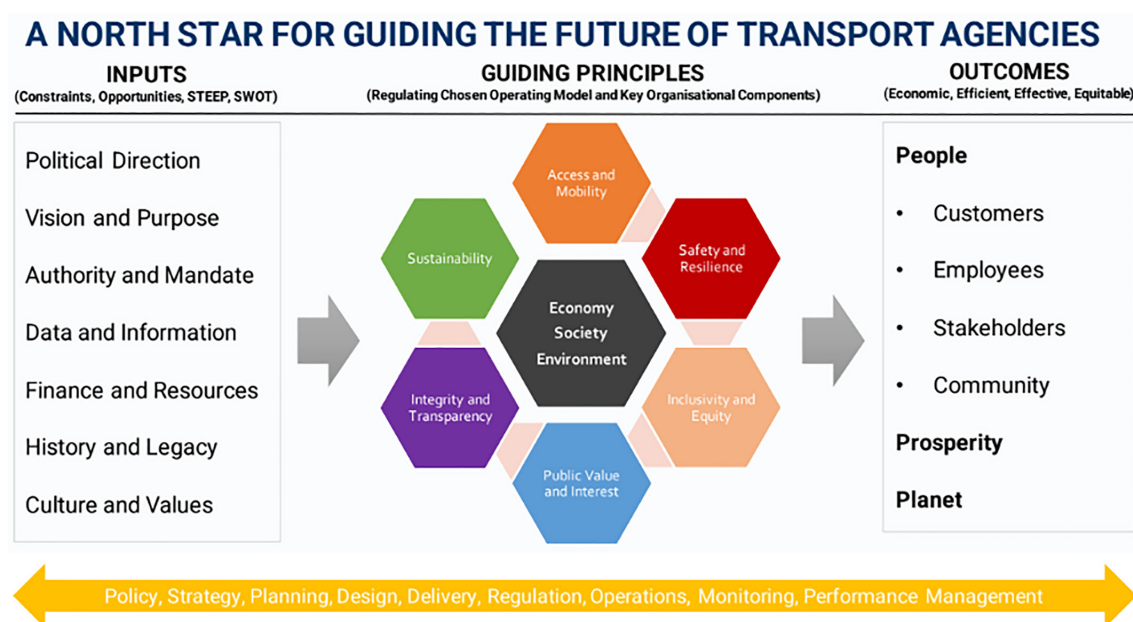 A NORTH STAR FOR GUIDING THE FUTURE OF TRANSPORT AGENCIES
INPUTS
(Constraints, Opportunities, STEEP, SWOT)
GUIDING PRINCIPLES
(Regulating Chosen Operating Model and Key Organisational Components)
OUTCOMES
(Economic, Efficient, Effective, Equitable)
Political Direction
Vision and Purpose
Authority and Mandate
Data and Information
Finance and Resources
History and Legacy
Culture and Values
Access and
Mobility
Safety and
Resilience
Inclusivity and
Equity
Public Value
and Interest
Integrity and
Transparency
Sustainability
Economy
Society
Environment
People
• Customers
• Employees
• Stakeholders
• Community
Prosperity
Planet
Policy, Strategy, Planning, Design, Delivery, Regulation, Operations, Monitoring, Performance Management